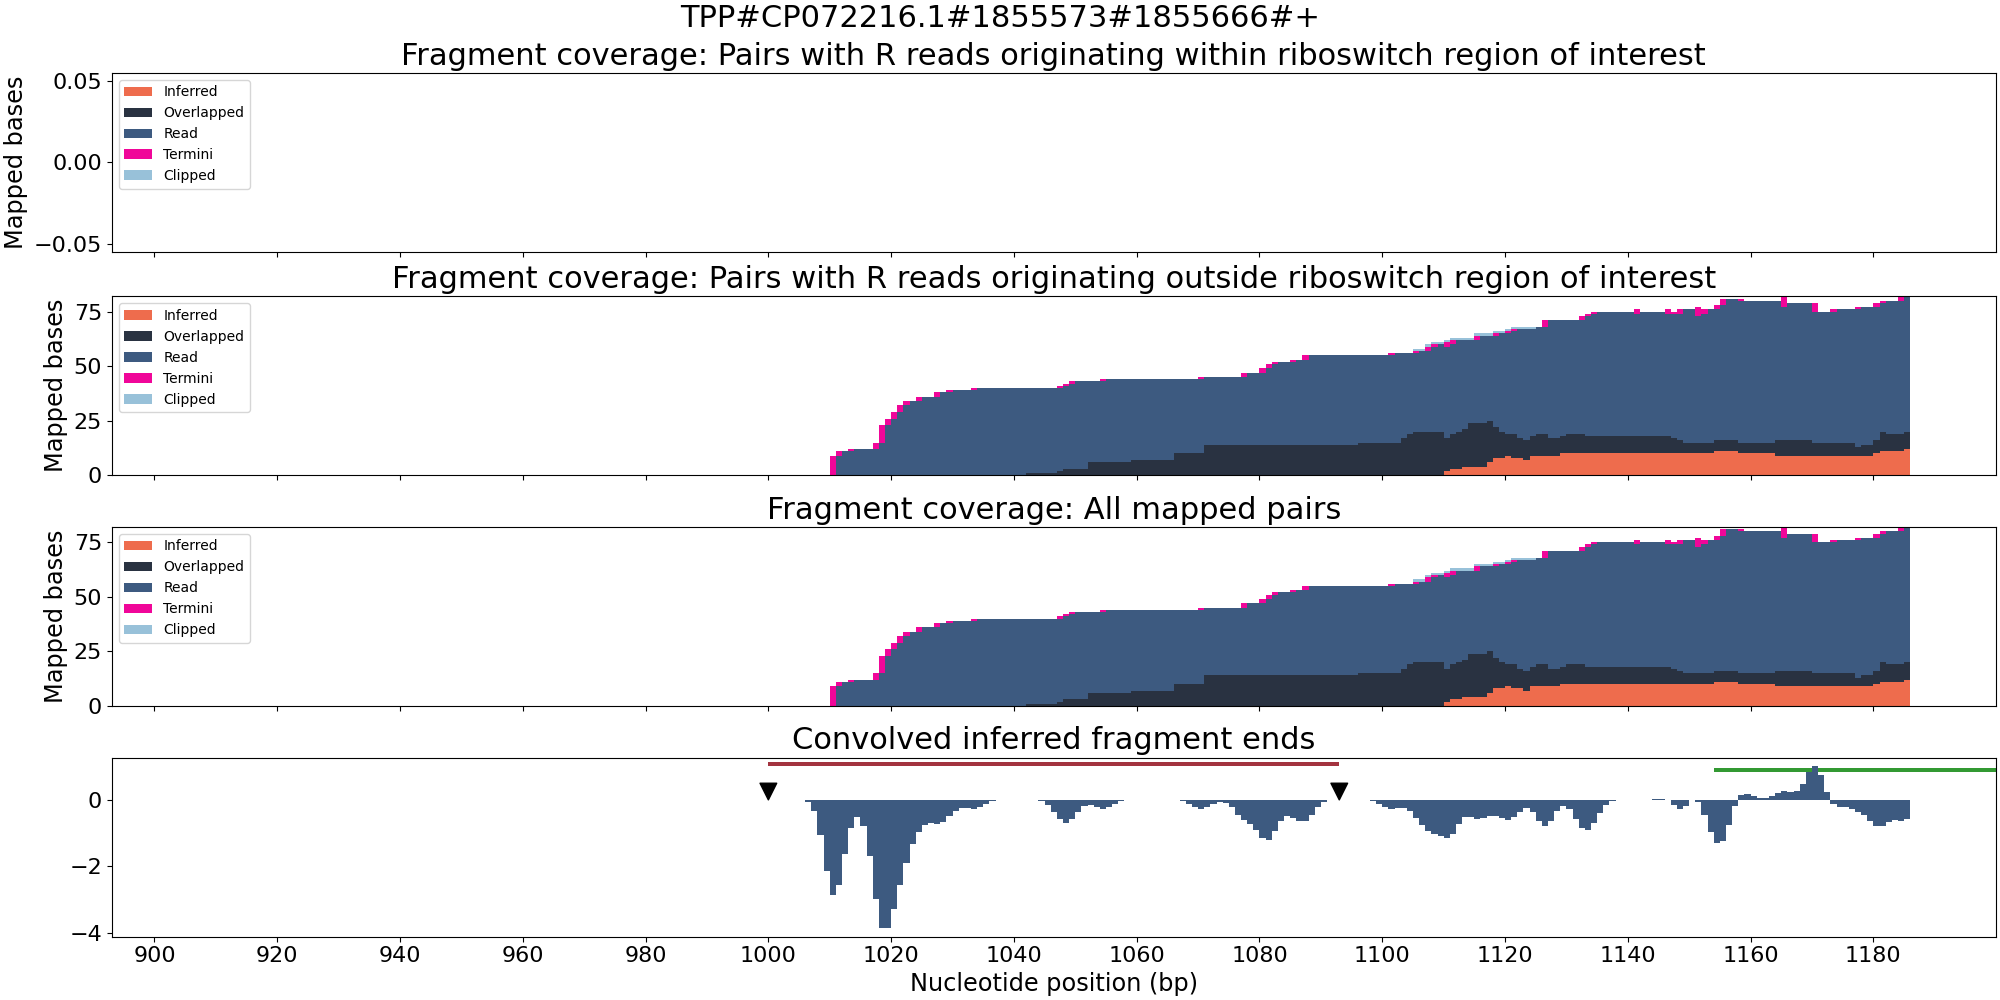 TPP#CP072216.1#1855573#1855666#+
Fragment coverage: Pairs with R reads originating within riboswitch region of interest
Mapped bases
0.05
0.00
−0.05
Inferred
Overlapped
Read
Termini
Clipped
Fragment coverage: Pairs with R reads originating outside riboswitch region of interest
Mapped bases
75
50
25
0
Inferred
Overlapped
Read
Termini
Clipped
Fragment coverage: All mapped pairs
Mapped bases
75
50
25
0
Inferred
Overlapped
Read
Termini
Clipped
Convolved inferred fragment ends
0
−2
−4
900 920 940 960 980 1000 1020 1040 1060 1080 1100 1120 1140 1160 1180
Nucleotide position (bp)